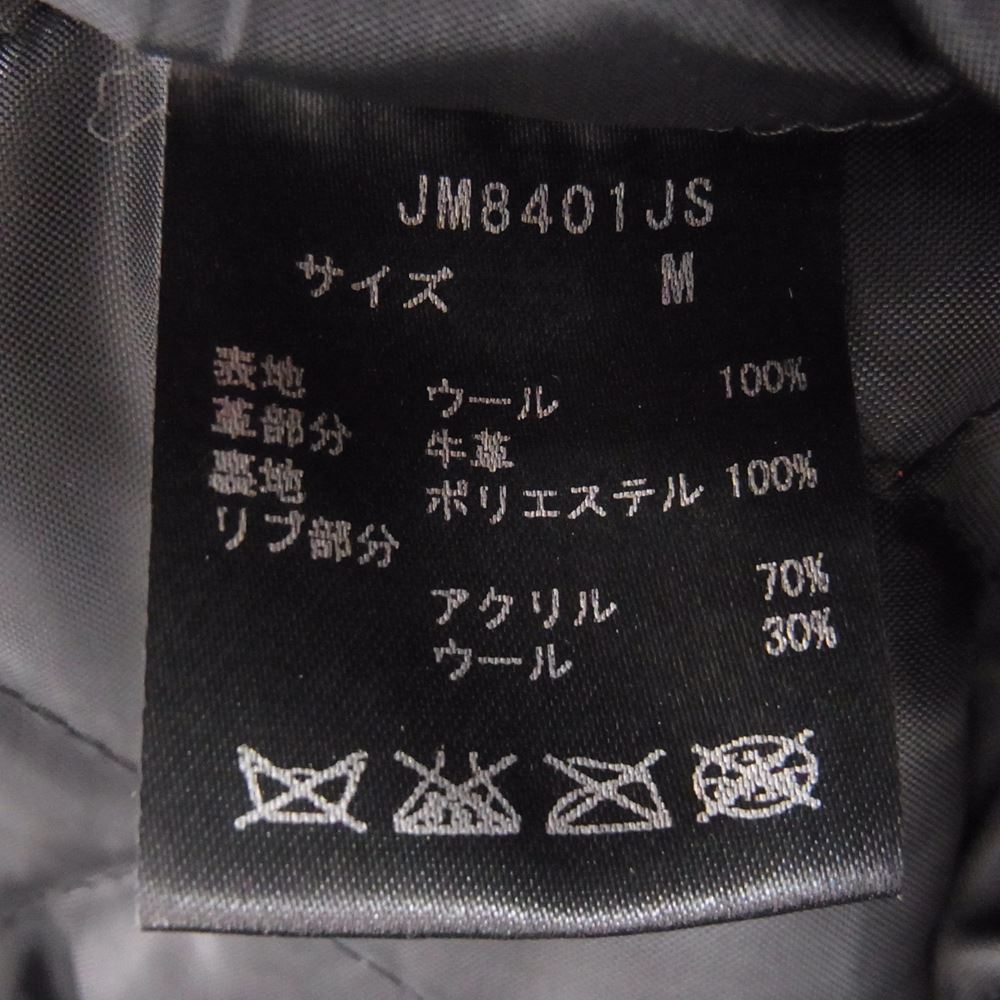 JM8401JS
サイズ M
表地 ウール 100%
革部分 牛革
裏地 ポリエステル 100%
リブ部分
アクリル 70%
ウール 30%